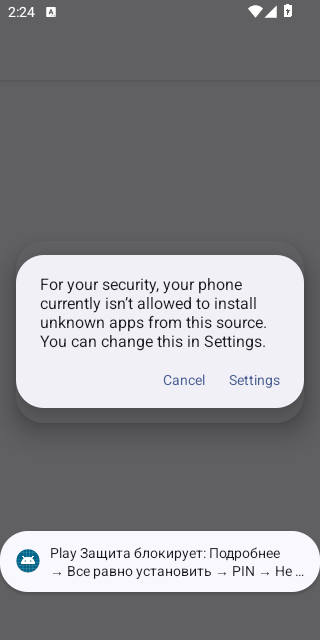 2:24
A
For your security, your phone
currently isn’t allowed to install
unknown apps from this source.
You can change this in Settings.
Cancel
Settings
Play Защита блокирует: Подробнее
→ Все равно установить → PIN → Не ...